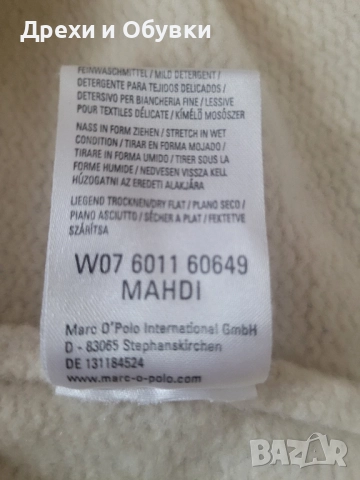 Дрехи и Обувки
FEINWASCHMITTEL / MILD DETERGENT /
DETERGENTE PARA TEJIDOS DELICADOS /
DETERSIVO PER BIANCHERIA FINE / LESSIVE
POUR TEXTILES DÉLICATE / KÍMÉLŐ MOSÓSZER
NASS IN FORM ZIEHEN / STRETCH IN WET
CONDITION / TIRAR EN FORMA MOJADO /
TIRARE IN FORMA UMIDO / TIRER SOUS LA
FORME HUMIDE / NEDVESEN VISSZA KELL
HÚZOGATNI AZ EREDETI ALAKJÁRA
LIEGEND TROCKNEN/DRY FLAT / PLANO SECO /
PIANO ASCIUTTO / SÉCHER A PLAT / FEKTETVE
SZÁRÍTSA
W07 6011 60649
MAHDI
Marc O'Polo International GmbH
D - 83065 Stephanskirchen
DE 131184524
www.marc-o-polo.com
BAZAR